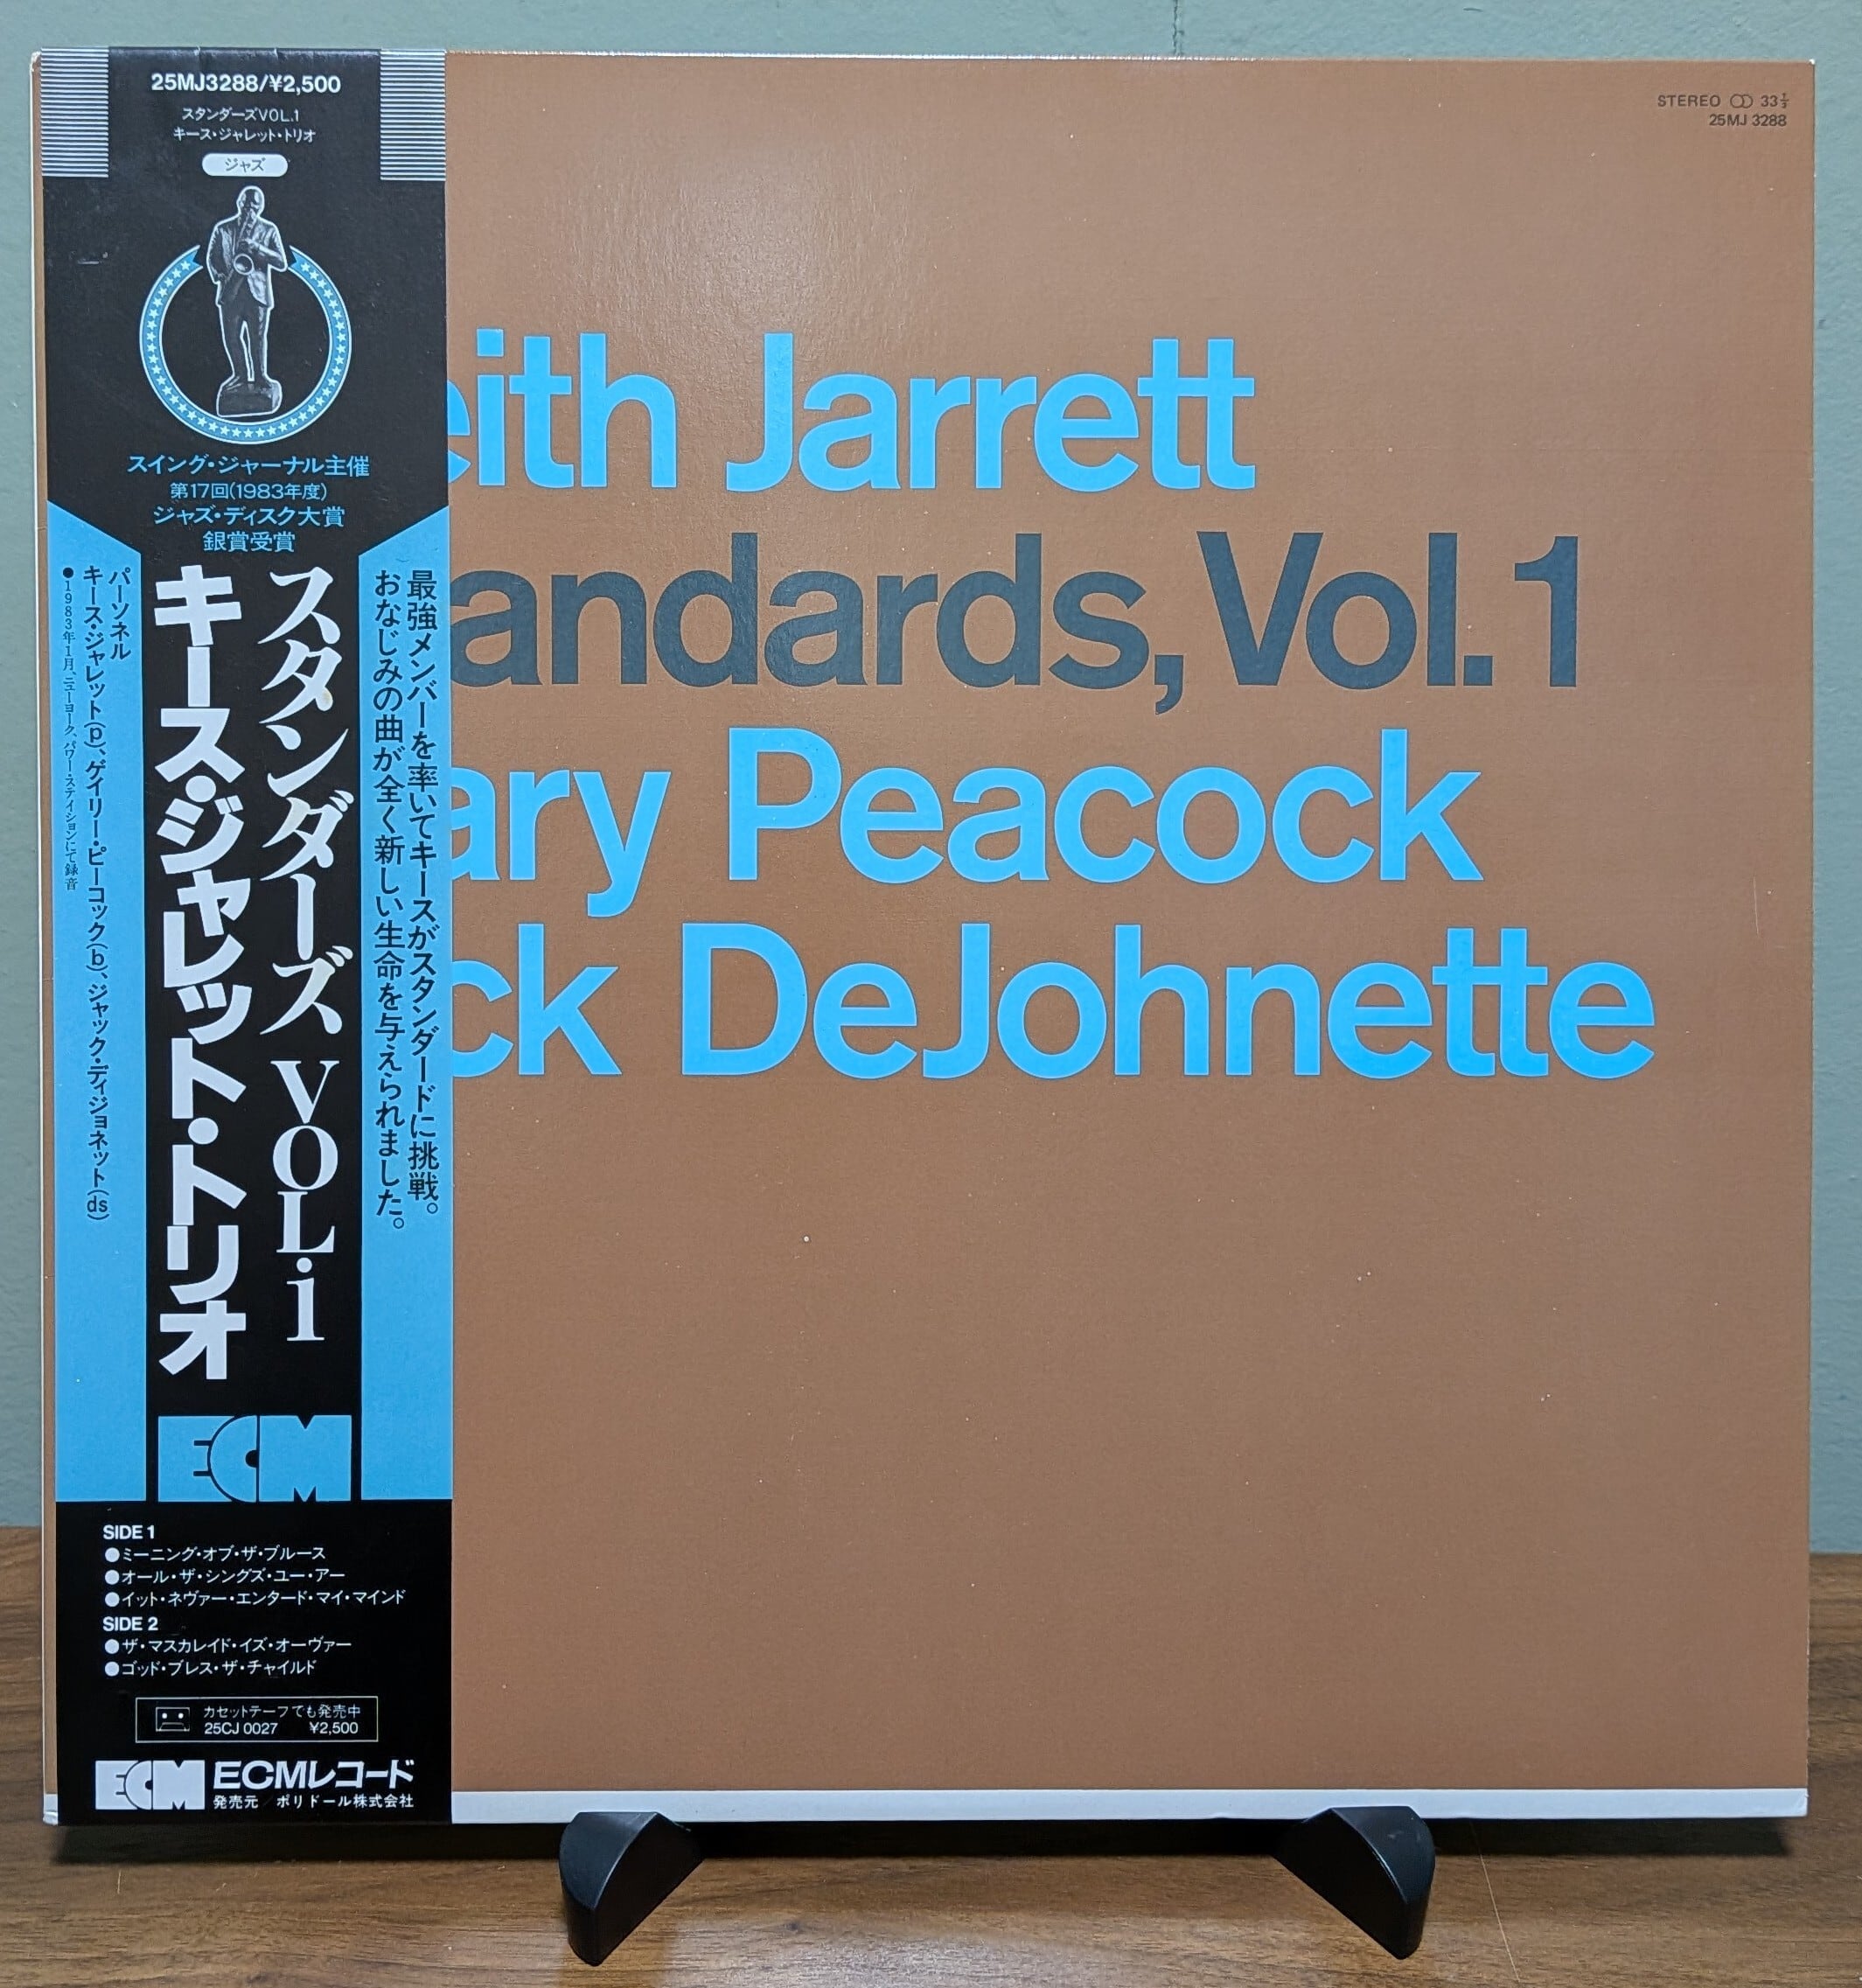 25MJ3288/¥2,500
スタンダーズVOL.1
キース・ジャレット・トリオ
ジャズ
スイング・ジャーナル主催
第17回(1983年度)
ジャズ・ディスク大賞
銀賞受賞
最強メンバーを率いてキースがスタンダードに挑戦。
おなじみの曲が全く新しい生命を与えられました。
スタンダーズ VOL.1
キース・ジャレット・トリオ
パーソネル
キース・ジャレット(p)、ゲイリー・ピーコック(b)、ジャック・ディジョネット(ds)
●1983年1月、ニューヨーク、パワー・ステイションにて録音
ECM
SIDE 1
●ミーニング・オブ・ザ・ブルース
●オール・ザ・シングズ・ユー・アー
●イット・ネヴァー・エンタード・マイ・マインド
SIDE 2
●ザ・マスカレイド・イズ・オーヴァー
●ゴッド・ブレス・ザ・チャイルド
カセットテープでも発売中
25CJ 0027 ¥2,500
ECM ECMレコード
発売元/ポリドール株式会社
STEREO 33⅓
25MJ 3288
eith Jarrett
andards, Vol. 1
ary Peacock
ck DeJohnette